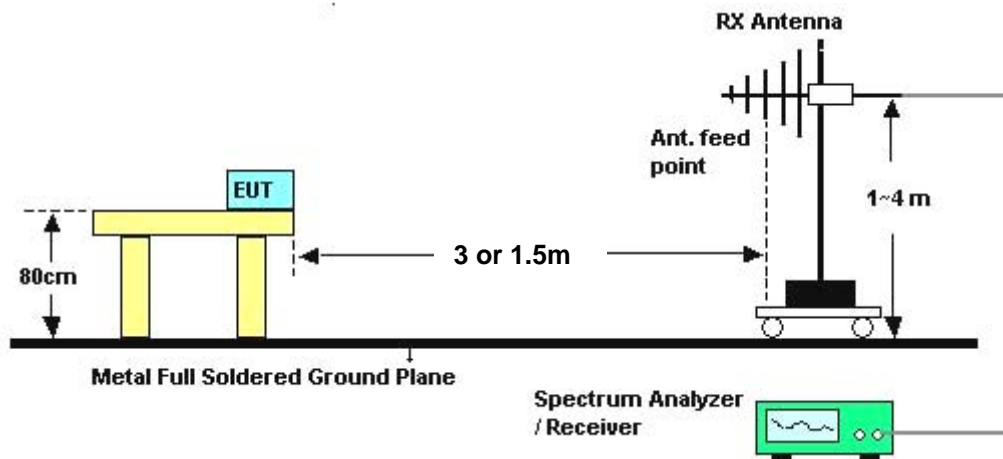 RX Antenna
Ant. feed
point
EUT
1~4 m
3 or 1.5m
80cm
Metal Full Soldered Ground Plane
Spectrum Analyzer
/ Receiver